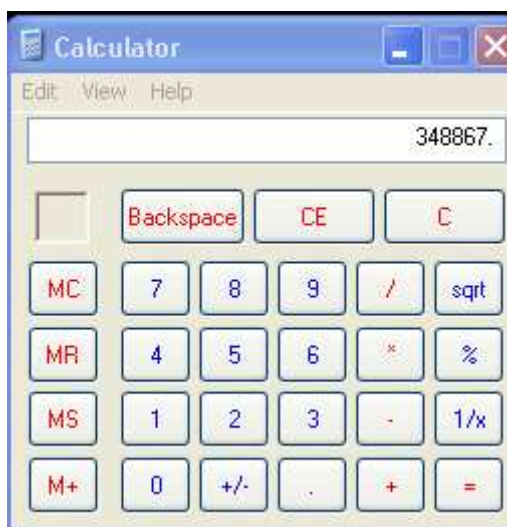 Calculator
Edit View Help
348867.
Backspace CE C
MC 7 8 9 / sqrt
MR 4 5 6 * %
MS 1 2 3 - 1/x
M+ 0 +/- . + =